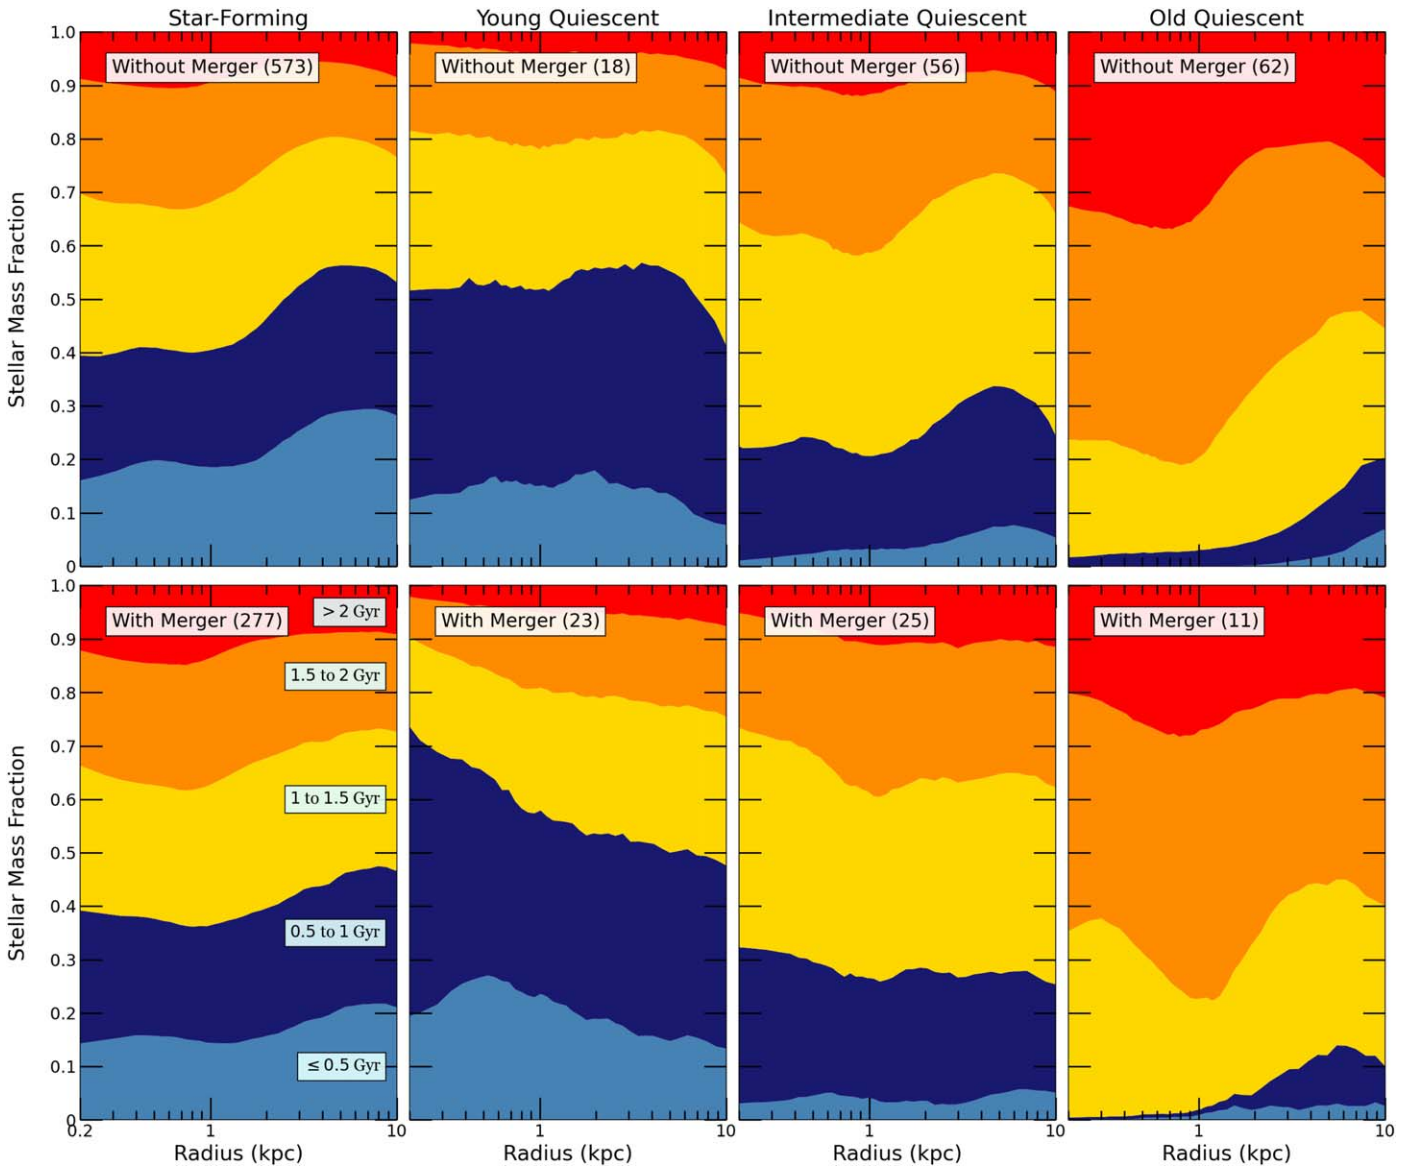 Star-Forming Young Quiescent Intermediate Quiescent Old Quiescent
1.0
Without Merger (573) Without Merger (18) Without Merger (56) Without Merger (62)
0.9
0.8
0.7
0.6
0.5
0.4
0.3
0.2
0.1
0
Stellar Mass Fraction
1.0
With Merger (277) > 2 Gyr With Merger (23) With Merger (25) With Merger (11)
0.9
1.5 to 2 Gyr
0.8
0.7
0.6
1 to 1.5 Gyr
0.5
0.4
0.5 to 1 Gyr
0.3
0.2
0.1
≤ 0.5 Gyr
0
Stellar Mass Fraction
0.2 1 10 1 10 1 10 1 10
Radius (kpc) Radius (kpc) Radius (kpc) Radius (kpc)